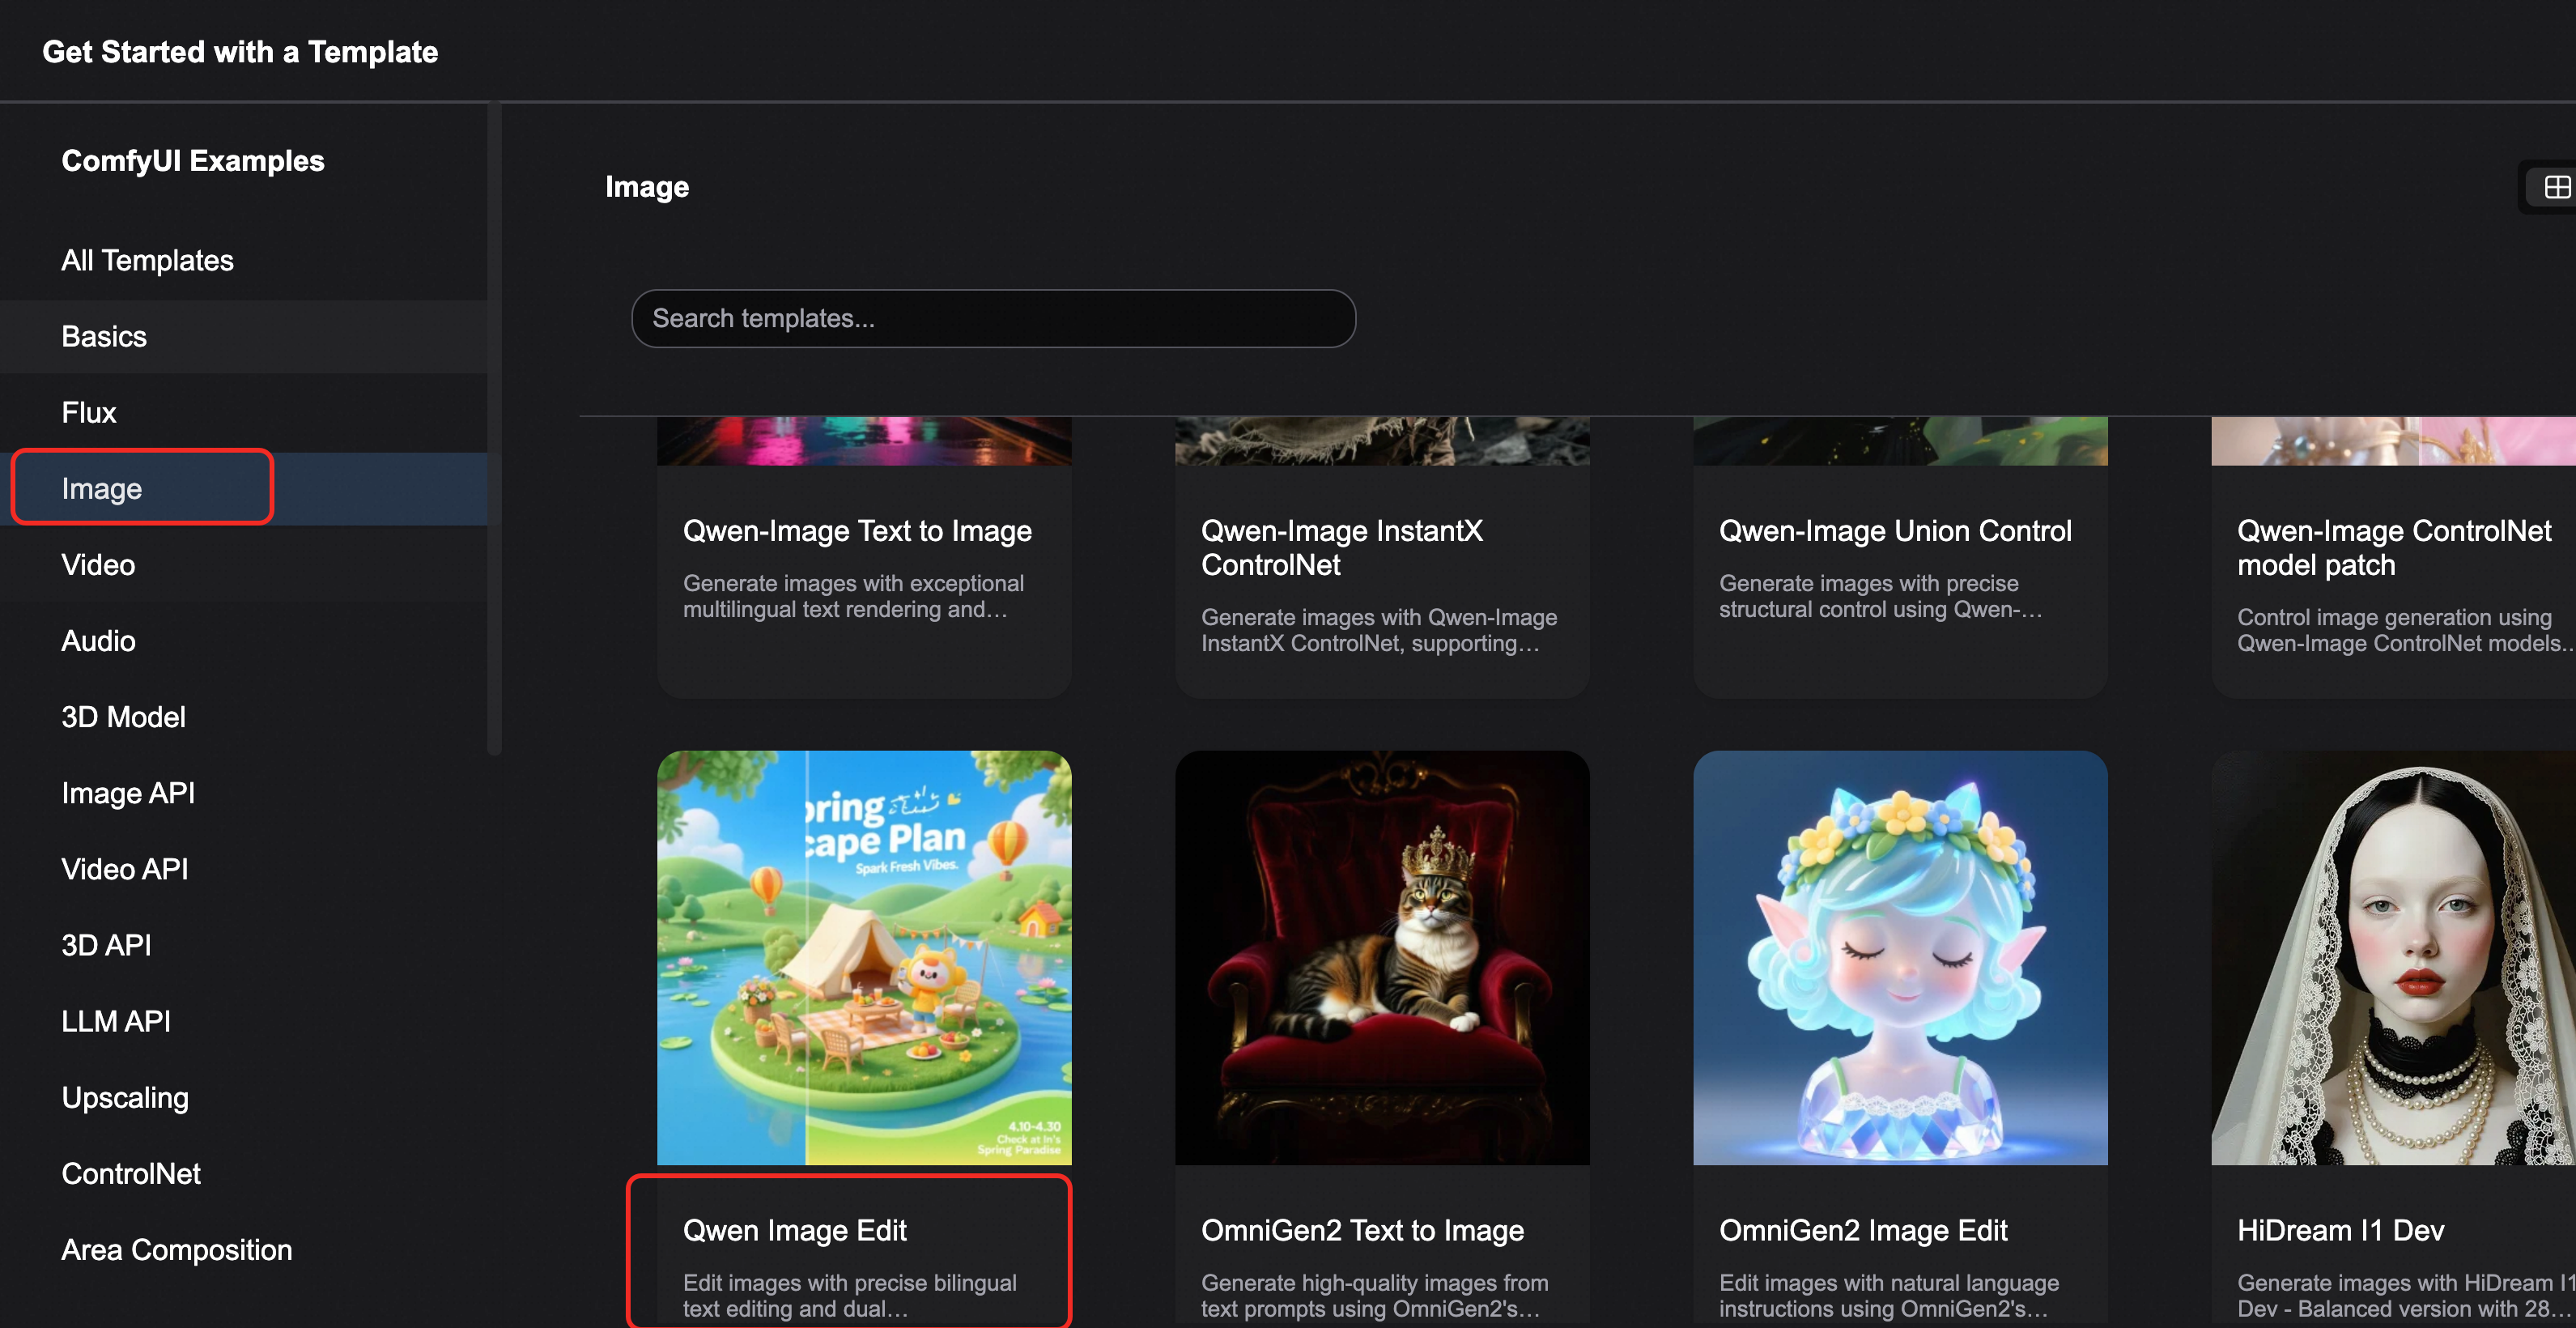 Get Started with a Template
ComfyUI Examples
All Templates
Basics
Flux
Image
Video
Audio
3D Model
Image API
Video API
3D API
LLM API
Upscaling
ControlNet
Area Composition
Image
Search templates...
Qwen-Image Text to Image
Generate images with exceptional
multilingual text rendering and...
Qwen-Image InstantX
ControlNet
Generate images with Qwen-Image
InstantX ControlNet, supporting...
Qwen-Image Union Control
Generate images with precise
structural control using Qwen-...
Qwen-Image ControlNet
model patch
Control image generation using
Qwen-Image ControlNet models..
pring
cape Plan
Spark Fresh Vibes.
4.10-4.30
Check at In's
Spring Paradise
Qwen Image Edit
Edit images with precise bilingual
text editing and dual...
OmniGen2 Text to Image
Generate high-quality images from
text prompts using OmniGen2's...
OmniGen2 Image Edit
Edit images with natural language
instructions using OmniGen2's...
HiDream I1 Dev
Generate images with HiDream I1
Dev - Balanced version with 28...